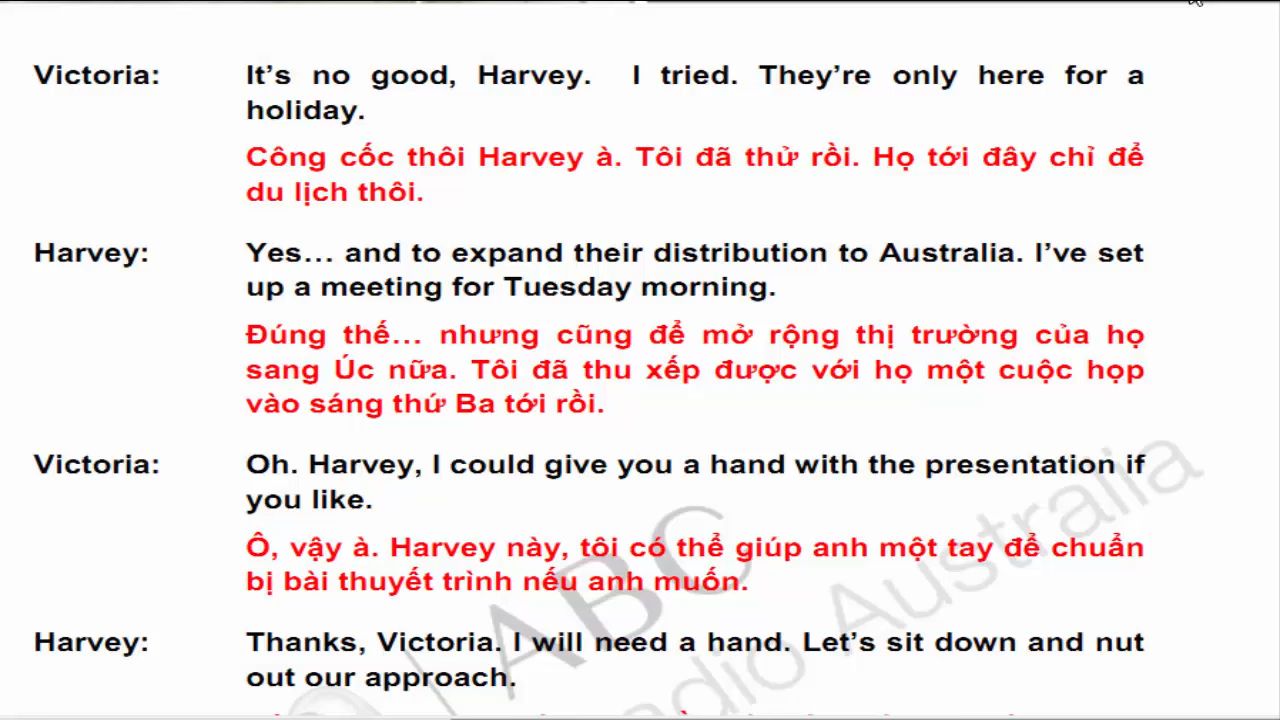 Victoria: It's no good, Harvey. I tried. They're only here for a
holiday.
Công cốc thôi Harvey à. Tôi đã thử rồi. Họ tới đây chỉ để
du lịch thôi.
Harvey: Yes… and to expand their distribution to Australia. I've set
up a meeting for Tuesday morning.
Đúng thế… nhưng cũng để mở rộng thị trường của họ
sang Úc nữa. Tôi đã thu xếp được với họ một cuộc họp
vào sáng thứ Ba tới rồi.
Victoria: Oh. Harvey, I could give you a hand with the presentation if
you like.
Ô, vậy à. Harvey này, tôi có thể giúp anh một tay để chuẩn
bị bài thuyết trình nếu anh muốn.
Harvey: Thanks, Victoria. I will need a hand. Let's sit down and nut
out our approach.
ABC
adio Australia